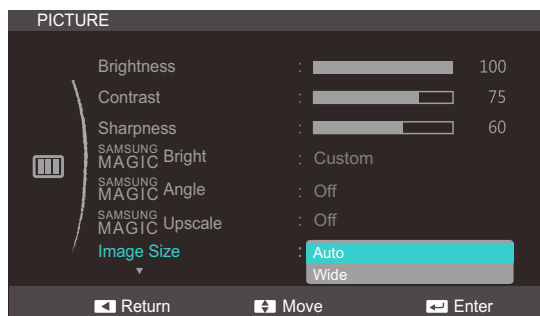 PICTURE
Brightness : 100
Contrast : 75
Sharpness : 60
SAMSUNG
MAGIC Bright : Custom
SAMSUNG
MAGIC Angle : Off
SAMSUNG
MAGIC Upscale : Off
Image Size : Auto
Wide
Return Move Enter